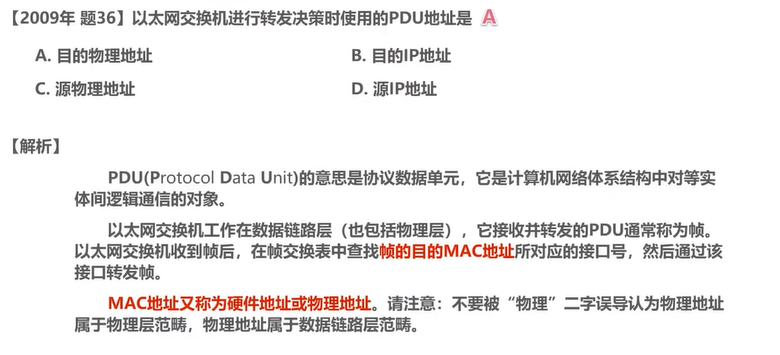 【2009年 题36】以太网交换机进行转发决策时使用的PDU地址是 A
A. 目的物理地址 B. 目的IP地址
C. 源物理地址 D. 源IP地址
【解析】
PDU(Protocol Data Unit)的意思是协议数据单元，它是计算机网络体系结构中对等实
体间逻辑通信的对象。
以太网交换机工作在数据链路层（也包括物理层），它接收并转发的PDU通常称为帧。
以太网交换机收到帧后，在帧交换表中查找帧的目的MAC地址所对应的接口号，然后通过该
接口转发帧。
MAC地址又称为硬件地址或物理地址。请注意：不要被“物理”二字误导认为物理地址
属于物理层范畴，物理地址属于数据链路层范畴。